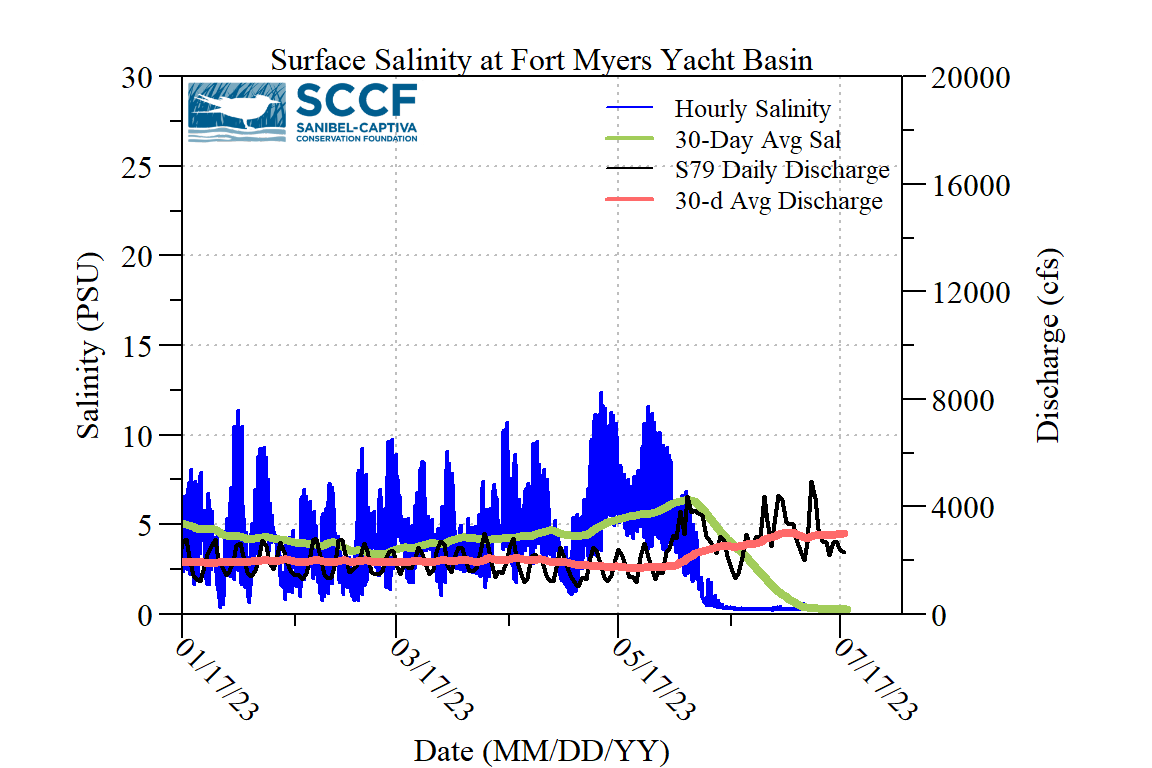 Surface Salinity at Fort Myers Yacht Basin
SCCF
SANIBEL-CAPTIVA
CONSERVATION FOUNDATION
Hourly Salinity
30-Day Avg Sal
S79 Daily Discharge
30-d Avg Discharge
Salinity (PSU)
30
25
20
15
10
5
0
Discharge (cfs)
20000
16000
12000
8000
4000
0
01/17/23
03/17/23
05/17/23
07/17/23
Date (MM/DD/YY)